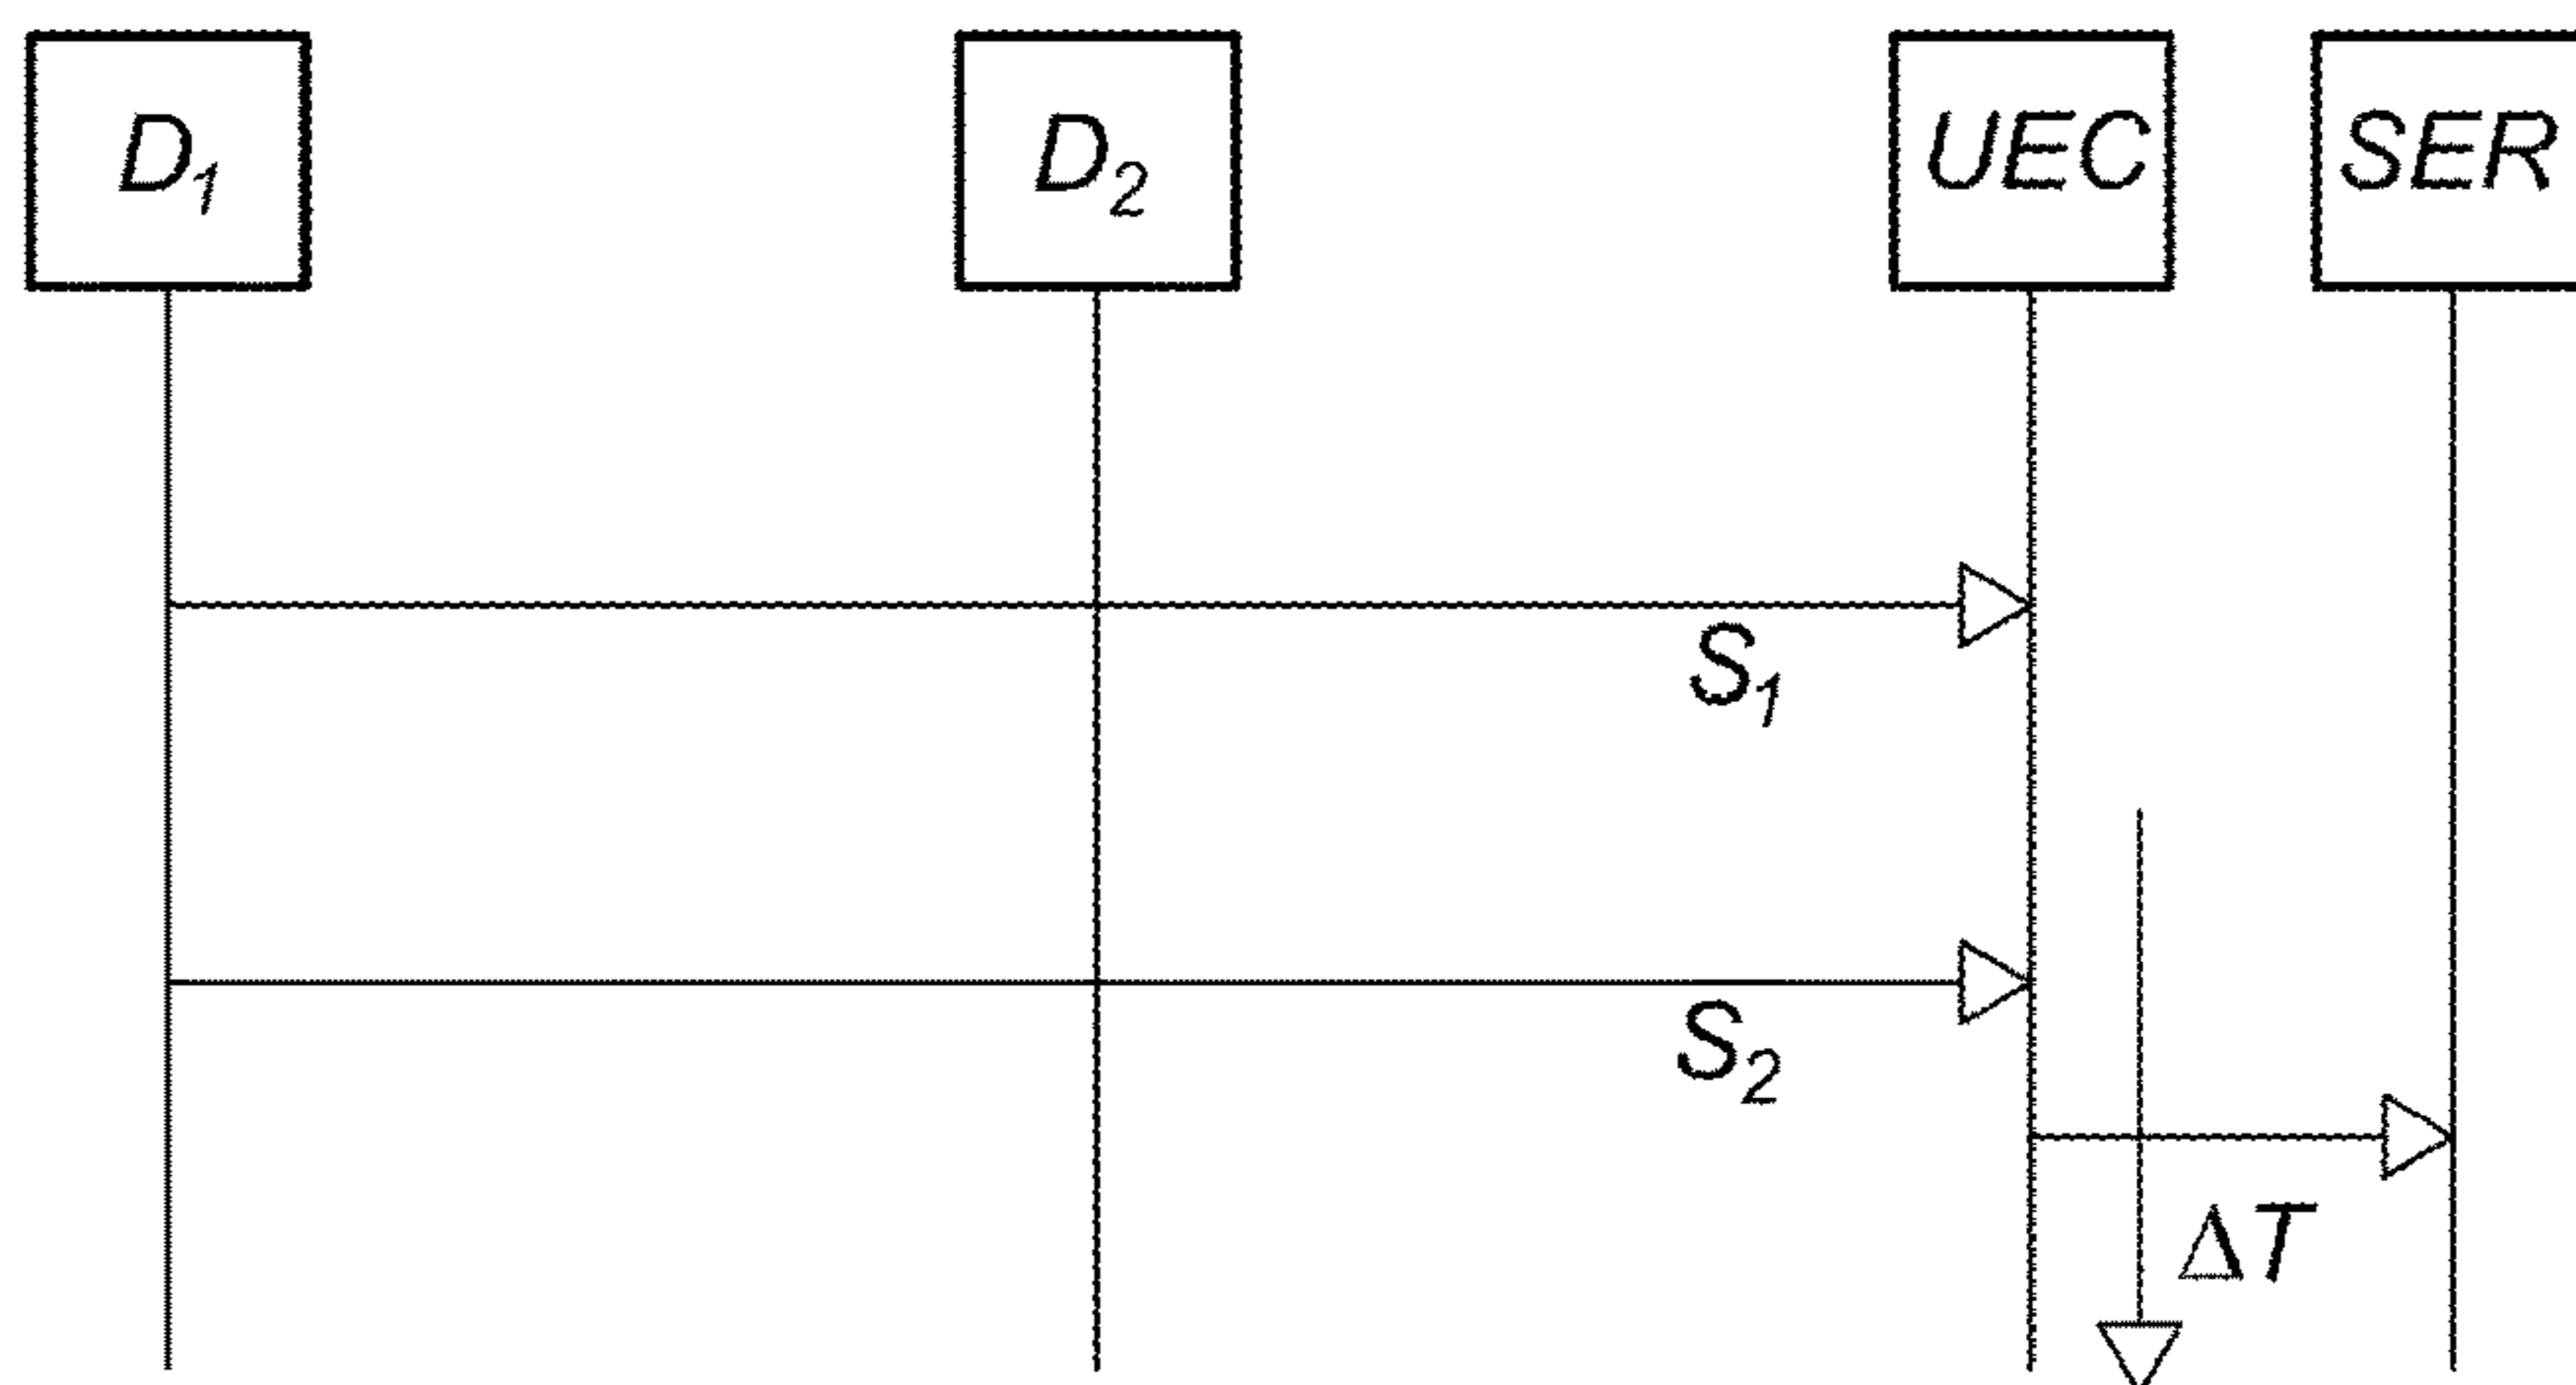 D₁ D₂ UEC SER
S₁
S₂
ΔT